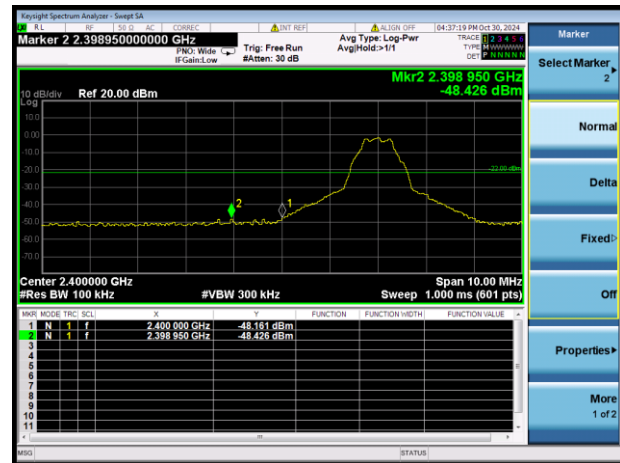 Keysight Spectrum Analyzer - Swept SA
RL RF 50 Ω AC CORREC INT REF ALIGN OFF 04:37:19 PM Oct 30, 2024
Marker 2 2.398950000000 GHz
PNO: Wide
IFGain:Low
Trig: Free Run
#Atten: 30 dB
Avg Type: Log-Pwr
Avg|Hold:>1/1
TRACE 1 2 3 4 5 6
TYPE M W W W W W
DET P N N N N N
Mkr2 2.398 950 GHz
-48.426 dBm
10 dB/div Ref 20.00 dBm
Log
10.0
0.00
-10.0
-20.0
-22.00 dBm
-30.0
-40.0
-50.0
-60.0
-70.0
2
1
Center 2.400000 GHz
Span 10.00 MHz
#Res BW 100 kHz
#VBW 300 kHz
Sweep 1.000 ms (601 pts)
MKR MODE TRC SCL X Y FUNCTION FUNCTION WIDTH FUNCTION VALUE
1 N 1 f 2.400 000 GHz -48.161 dBm
2 N 1 f 2.398 950 GHz -48.426 dBm
3
4
5
6
7
8
9
10
11
MSG STATUS
Marker
Select Marker
2
Normal
Delta
Fixed
Off
Properties
More
1 of 2